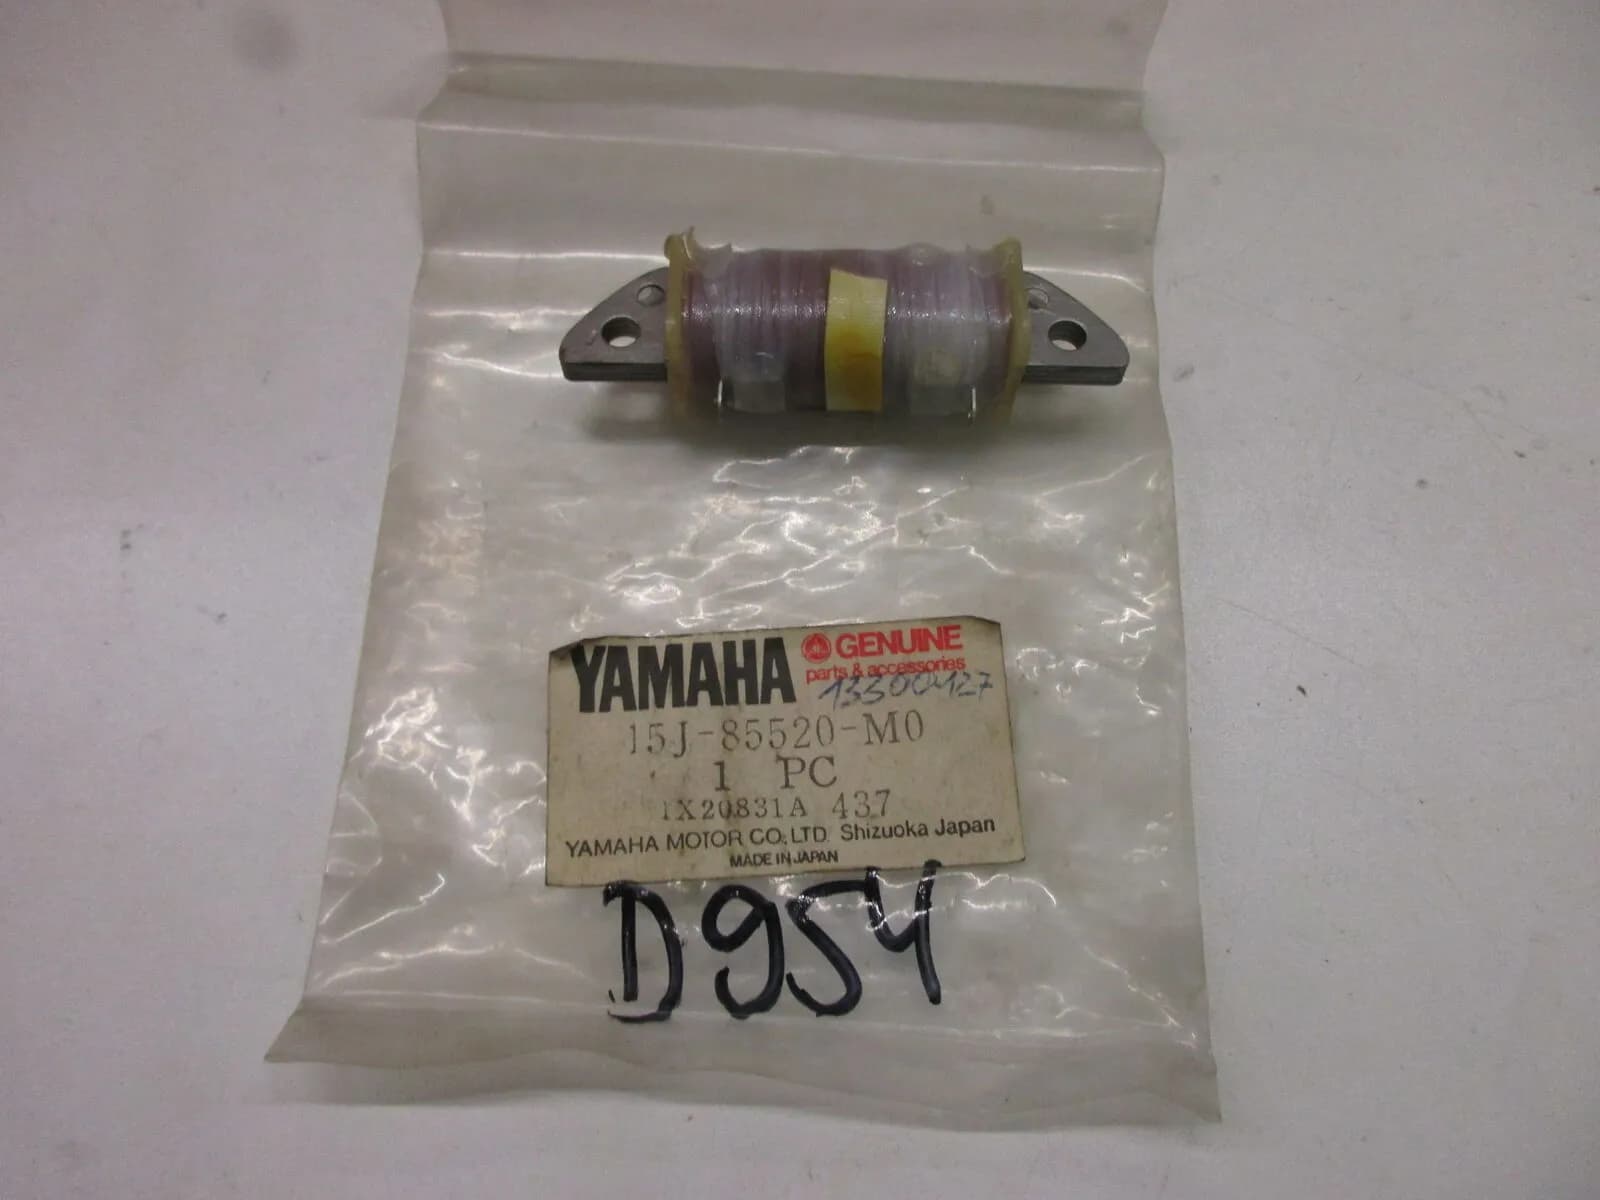 YAMAHA GENUINE
parts & accessories
13300427
15J-85520-M0
1 PC
1X20831A 437
YAMAHA MOTOR CO., LTD. Shizuoka Japan
MADE IN JAPAN
D954